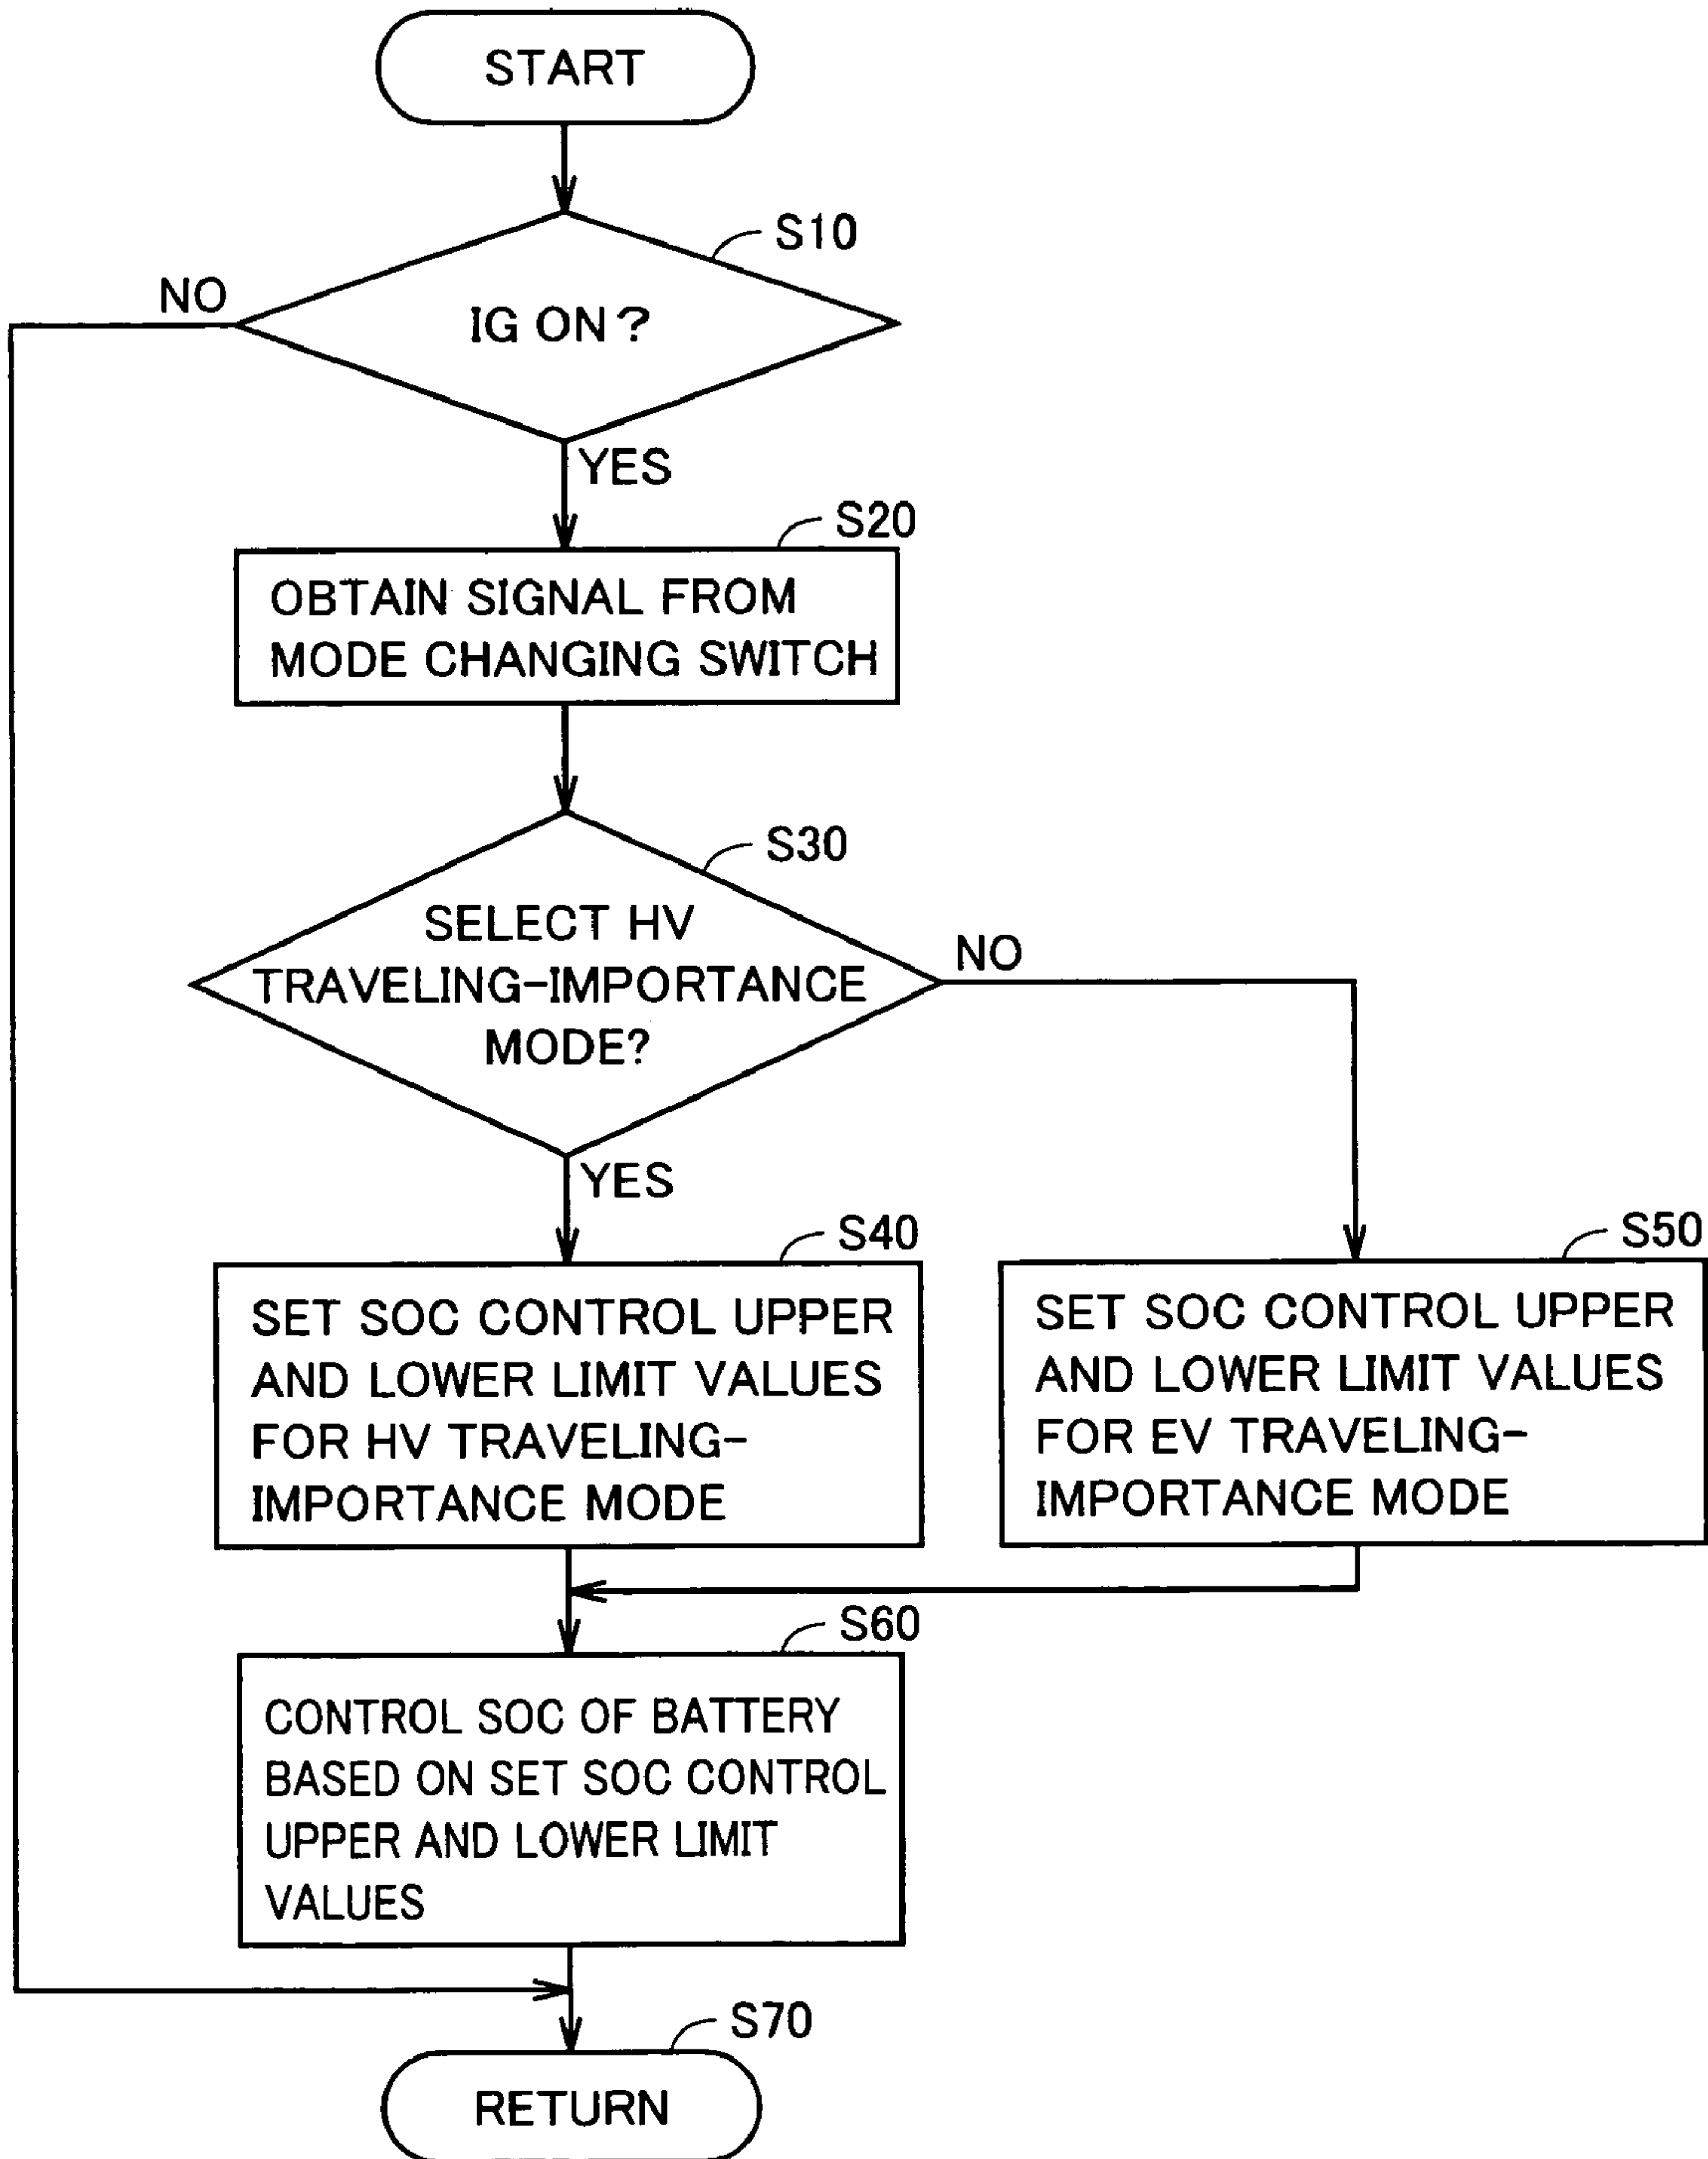 START
S10
NO
IG ON ?
YES
S20
OBTAIN SIGNAL FROM
MODE CHANGING SWITCH
S30
SELECT HV
TRAVELING-IMPORTANCE
MODE?
NO
YES
S40
SET SOC CONTROL UPPER
AND LOWER LIMIT VALUES
FOR HV TRAVELING-
IMPORTANCE MODE
S50
SET SOC CONTROL UPPER
AND LOWER LIMIT VALUES
FOR EV TRAVELING-
IMPORTANCE MODE
S60
CONTROL SOC OF BATTERY
BASED ON SET SOC CONTROL
UPPER AND LOWER LIMIT
VALUES
S70
RETURN